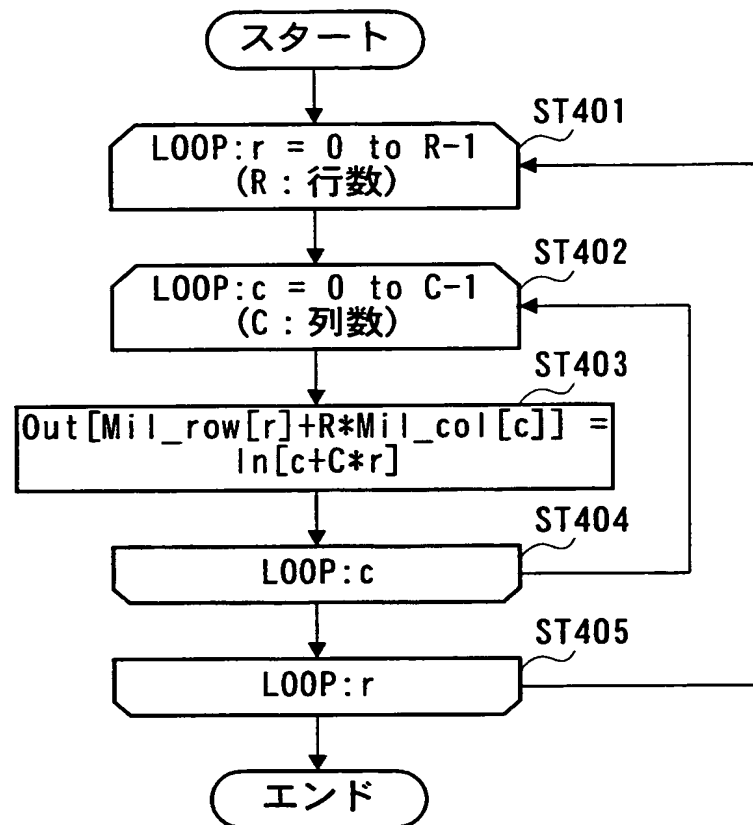 スタート
ST401
LOOP:r = 0 to R-1
(R：行数)
ST402
LOOP:c = 0 to C-1
(C：列数)
ST403
Out[Mil_row[r]+R*Mil_col[c]] =
In[c+C*r]
ST404
LOOP:c
ST405
LOOP:r
エンド